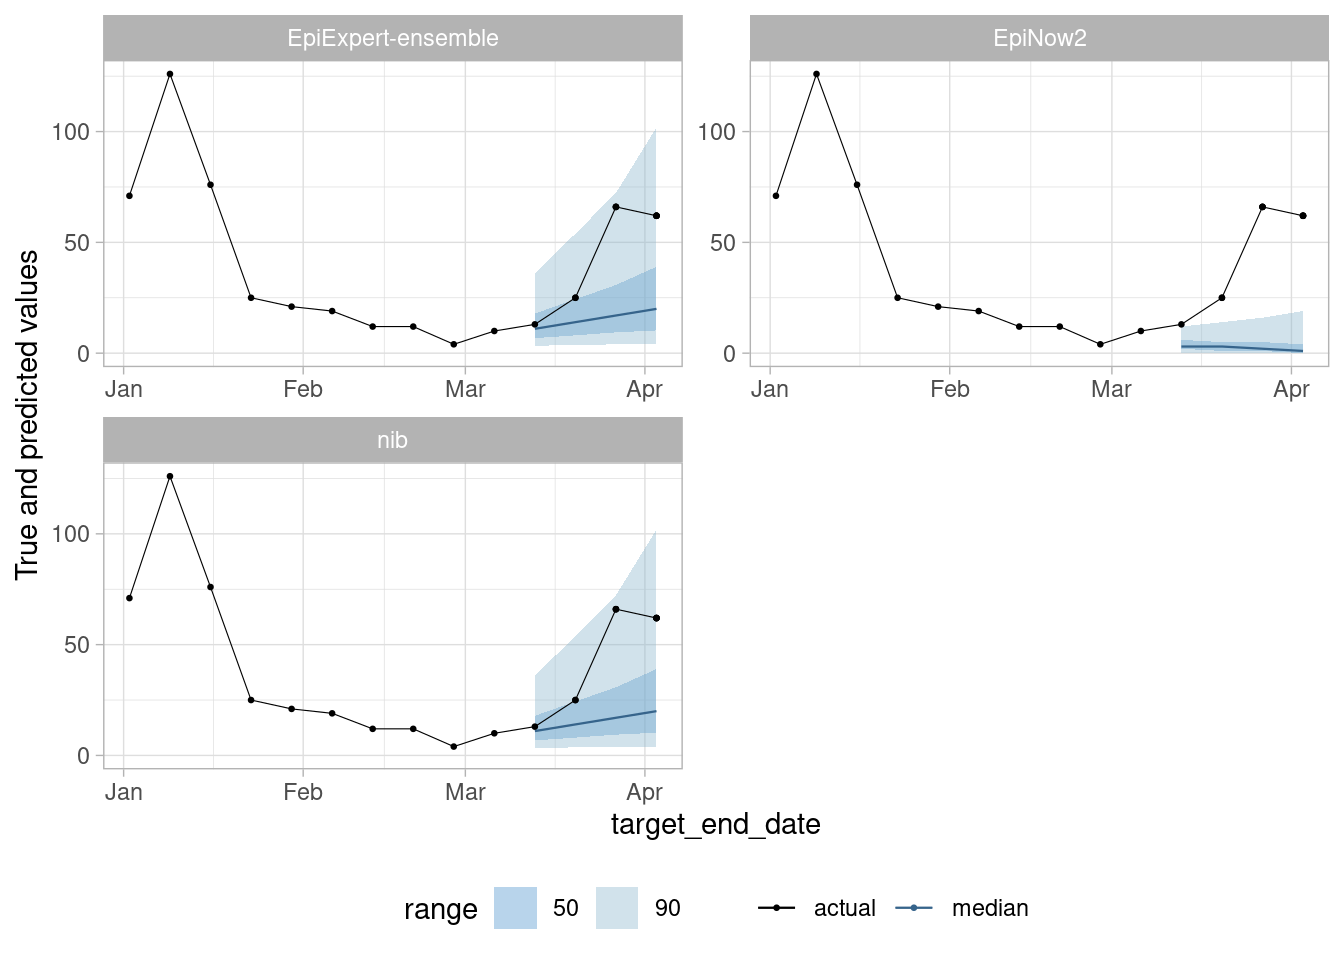 EpiExpert-ensemble
EpiNow2
100
50
0
Jan Feb Mar Apr
100
50
0
Jan Feb Mar Apr
nib
100
50
0
Jan Feb Mar Apr
True and predicted values
target_end_date
range 50 90 actual median